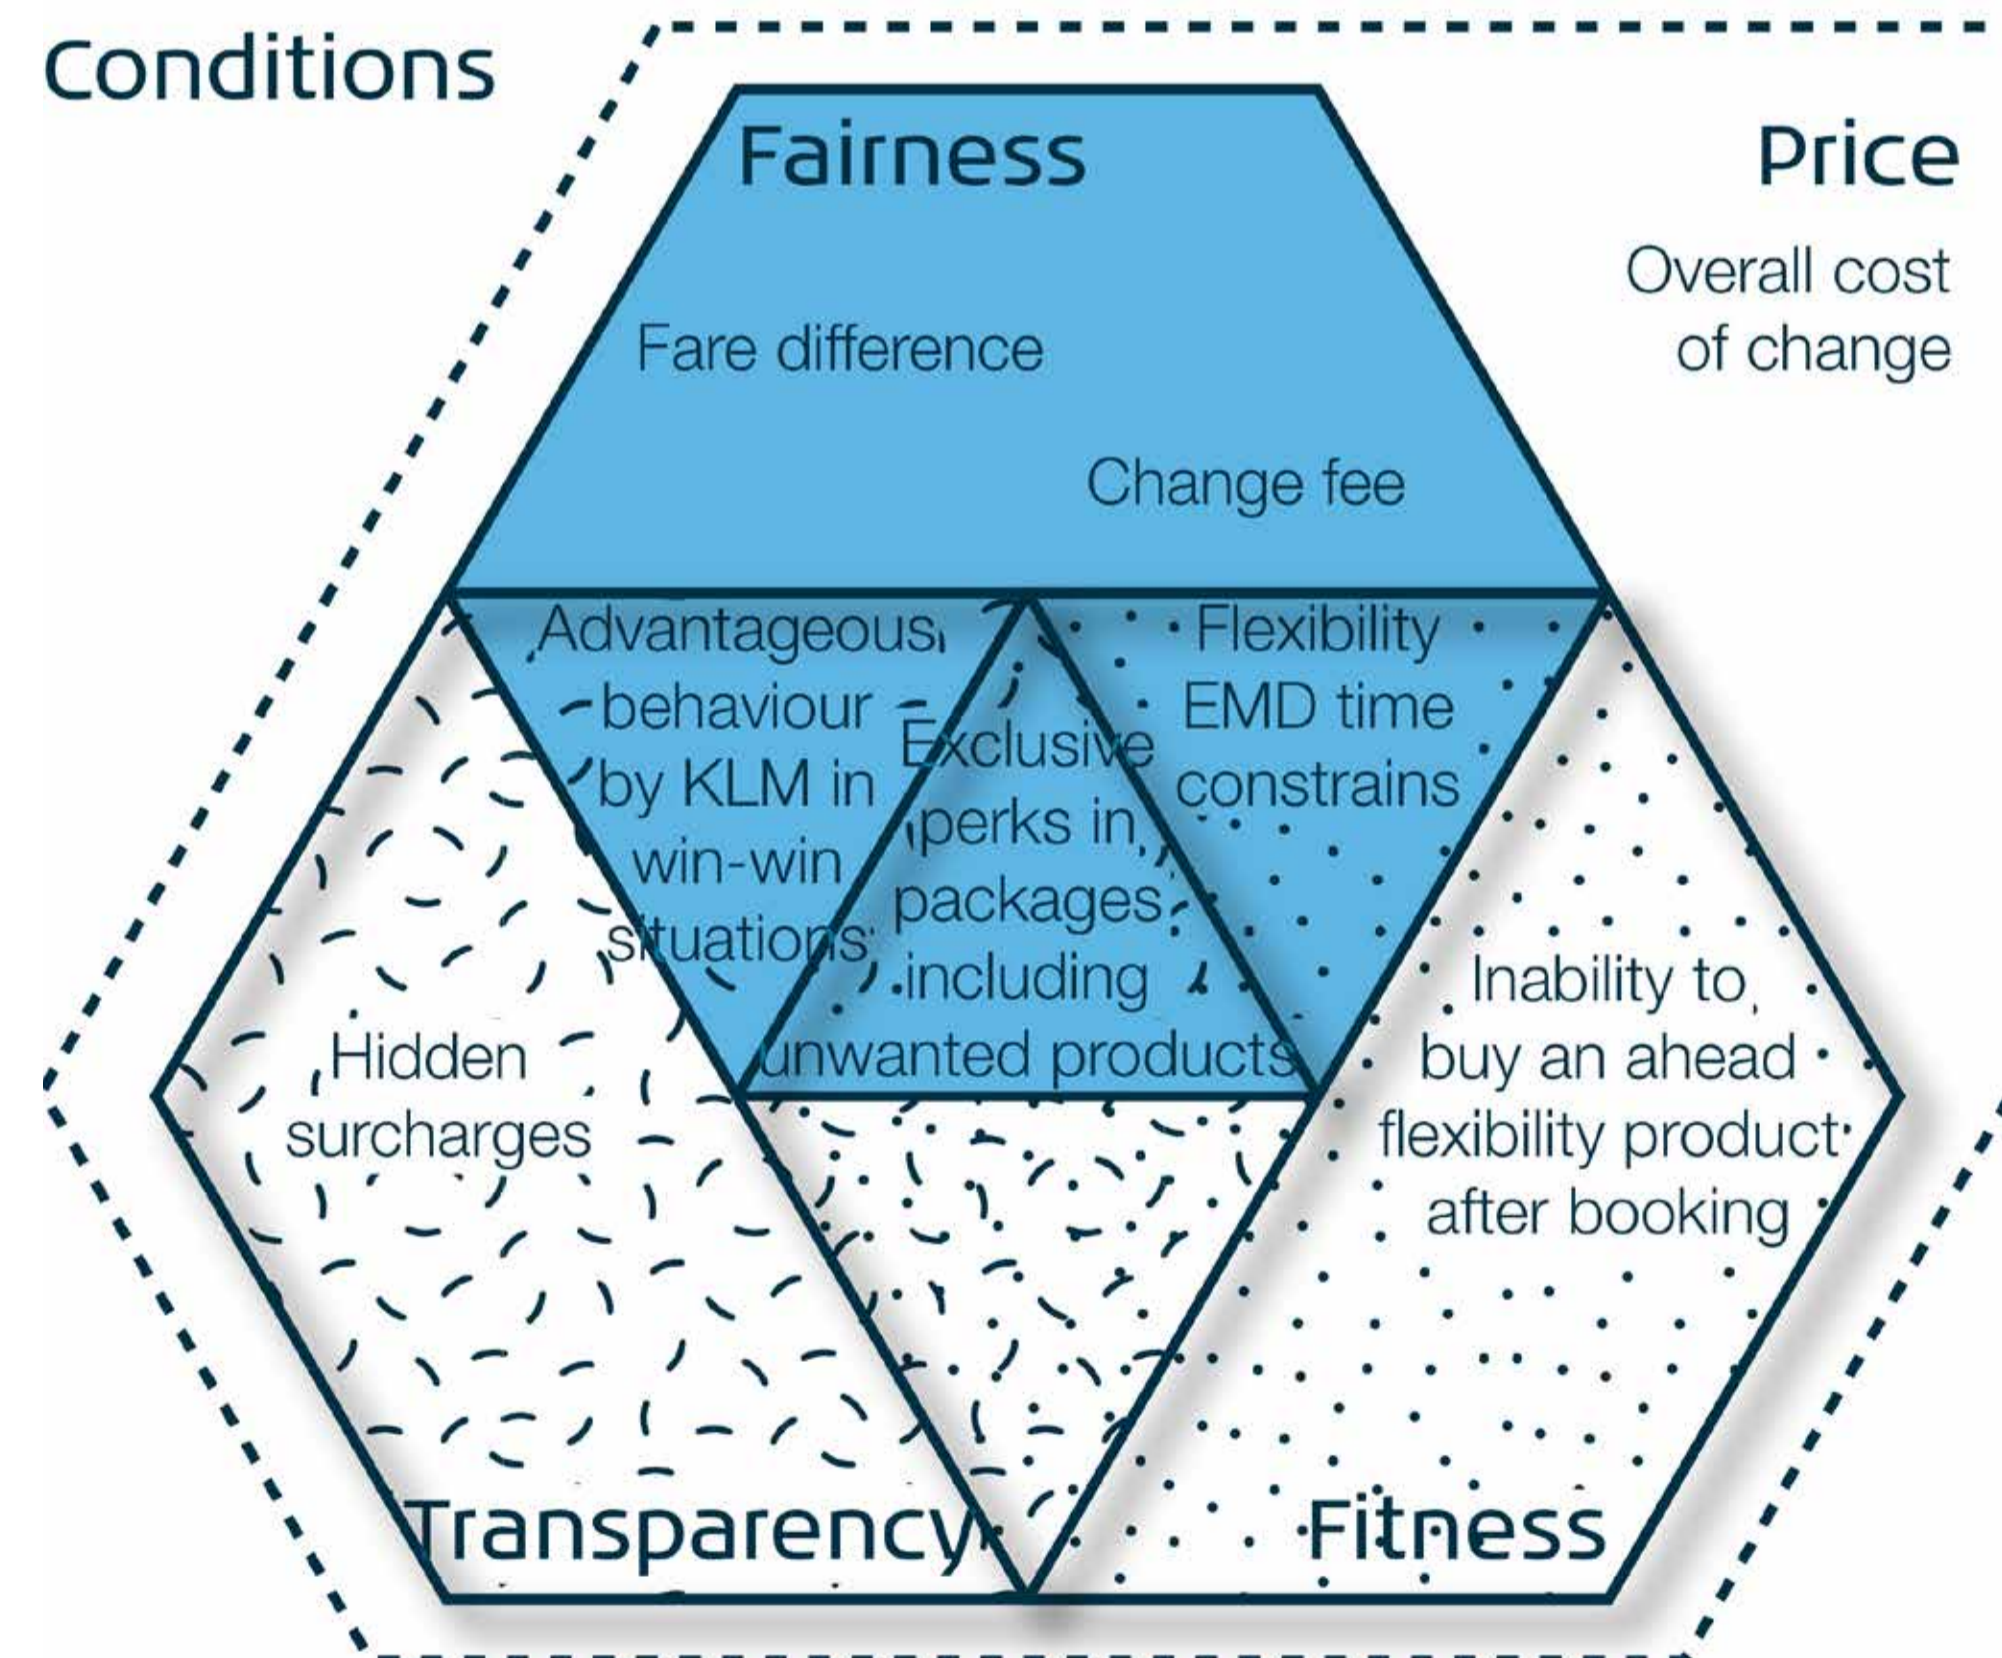 Conditions
Fairness
Price
Overall cost
of change
Fare difference
Change fee
Advantageous
behaviour
by KLM in
win-win
situations
Exclusive
perks in
packages
including
unwanted products
Flexibility
EMD time
constrains
Hidden
surcharges
Inability to
buy an ahead
flexibility product
after booking
Transparency
Fitness